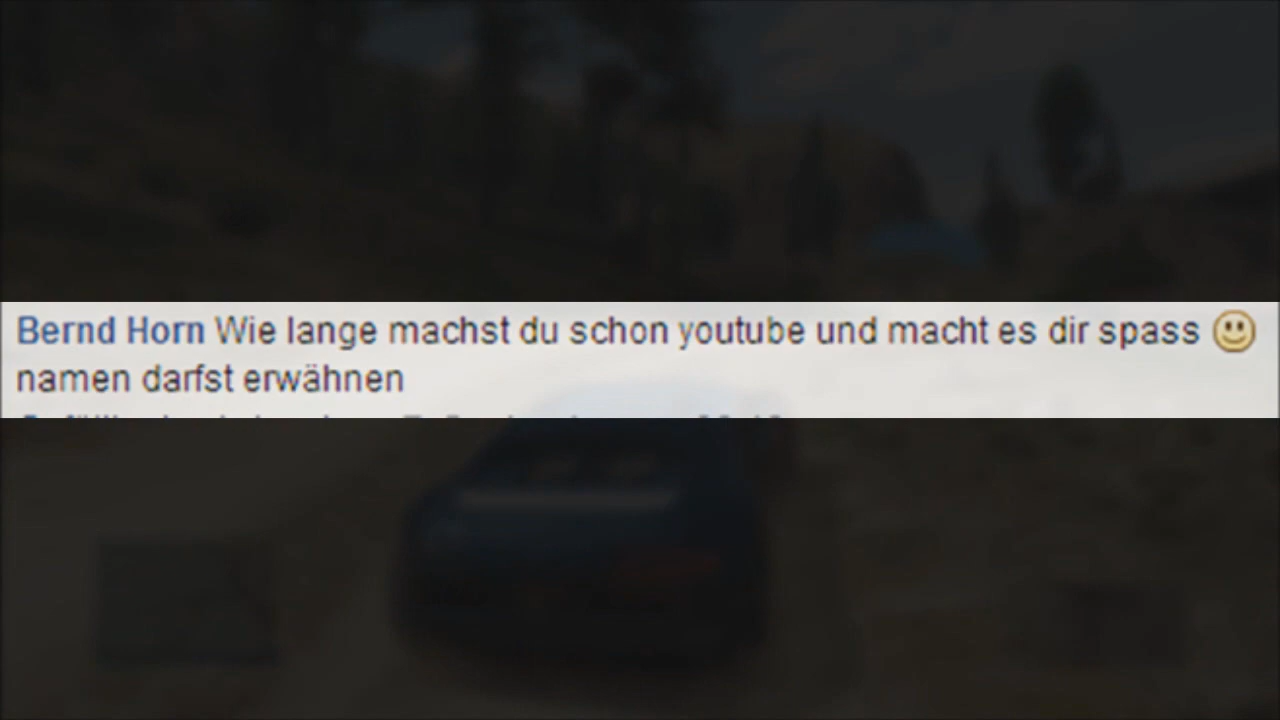 Bernd Horn Wie lange machst du schon youtube und macht es dir spass
namen darfst erwähnen